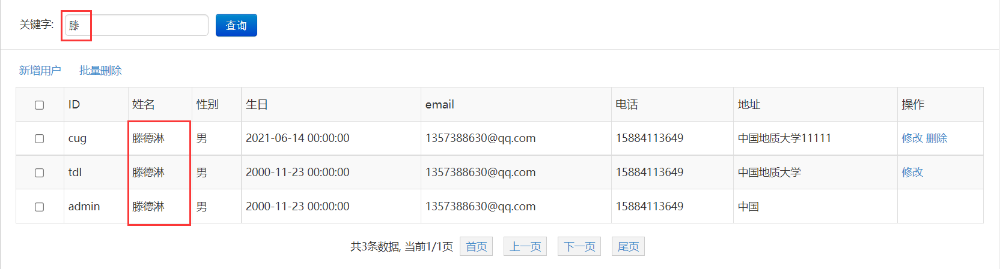 关键字: 滕 查询
新增用户 批量删除
ID 姓名 性别 生日 email 电话 地址 操作
cug 滕德淋 男 2021-06-14 00:00:00 1357388630@qq.com 15884113649 中国地质大学11111 修改 删除
tdl 滕德淋 男 2000-11-23 00:00:00 1357388630@qq.com 15884113649 中国地质大学 修改
admin 滕德淋 男 2000-11-23 00:00:00 1357388630@qq.com 15884113649 中国
共3条数据, 当前1/1页 首页 上一页 下一页 尾页